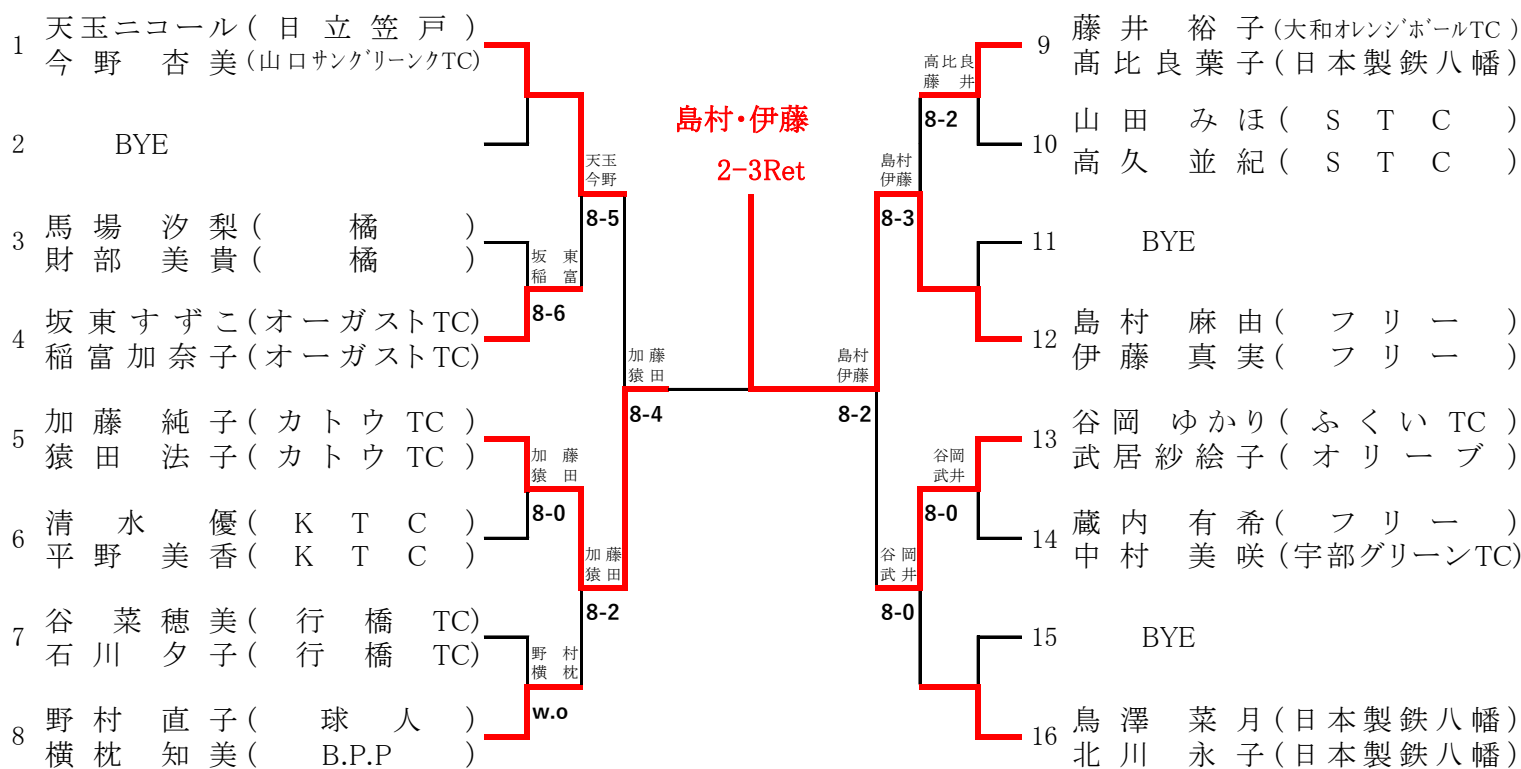 1 天玉ニコール(日立笠戸)
今野杏美(山口サングリーンクTC)
2 BYE
3 馬場汐梨(橘)
財部美貴(橘)
4 坂東すずこ(オーガストTC)
稲富加奈子(オーガストTC)
5 加藤純子(カトウTC)
猿田法子(カトウTC)
6 清水優(KTC)
平野美香(KTC)
7 谷菜穂美(行橋TC)
石川夕子(行橋TC)
8 野村直子(球人)
横枕知美(B.P.P)
坂東
稲富
8-6
加藤
猿田
8-0
野村
横枕
w.o
天玉
今野
8-5
加藤
猿田
8-2
加藤
猿田
8-4
島村・伊藤
2-3Ret
島村
伊藤
8-2
島村
伊藤
8-3
谷岡
武井
8-0
高比良
藤井
8-2
谷岡
武井
8-0
9 藤井裕子(大和オレンジボールTC)
髙比良葉子(日本製鉄八幡)
10 山田みほ(STC)
高久並紀(STC)
11 BYE
12 島村麻由(フリー)
伊藤真実(フリー)
13 谷岡ゆかり(ふくいTC)
武居紗絵子(オリーブ)
14 蔵内有希(フリー)
中村美咲(宇部グリーンTC)
15 BYE
16 鳥澤菜月(日本製鉄八幡)
北川永子(日本製鉄八幡)